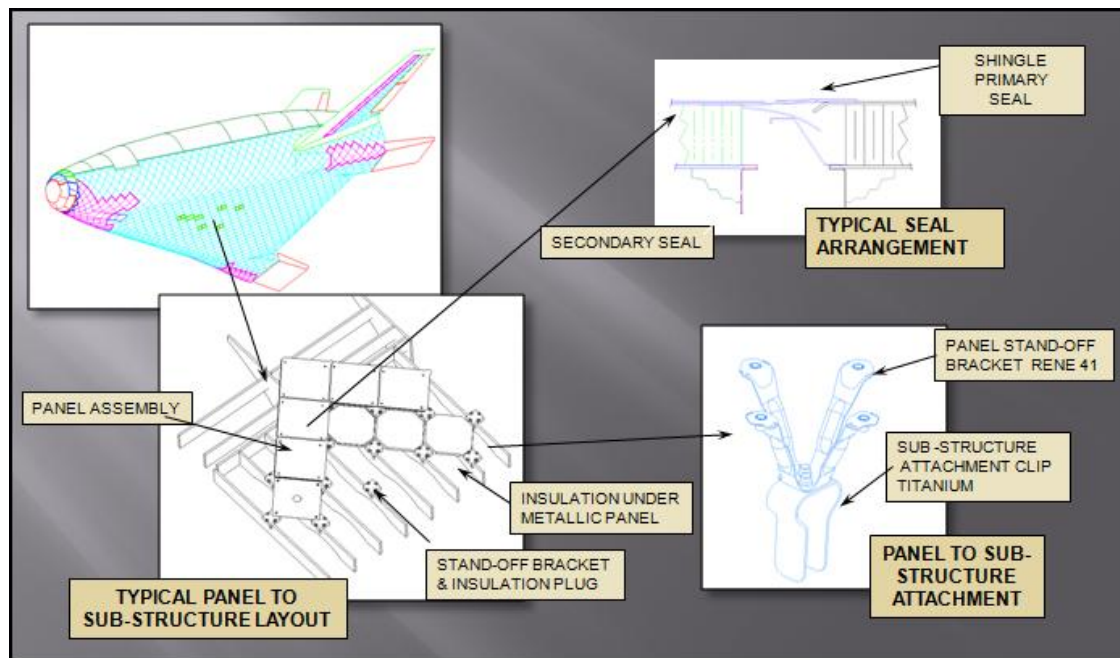 SHINGLE
PRIMARY
SEAL
SECONDARY SEAL
TYPICAL SEAL
ARRANGEMENT
PANEL ASSEMBLY
INSULATION UNDER
METALLIC PANEL
STAND-OFF BRACKET
& INSULATION PLUG
TYPICAL PANEL TO
SUB-STRUCTURE LAYOUT
PANEL STAND-OFF
BRACKET RENE 41
SUB-STRUCTURE
ATTACHMENT CLIP
TITANIUM
PANEL TO SUB-
STRUCTURE
ATTACHMENT